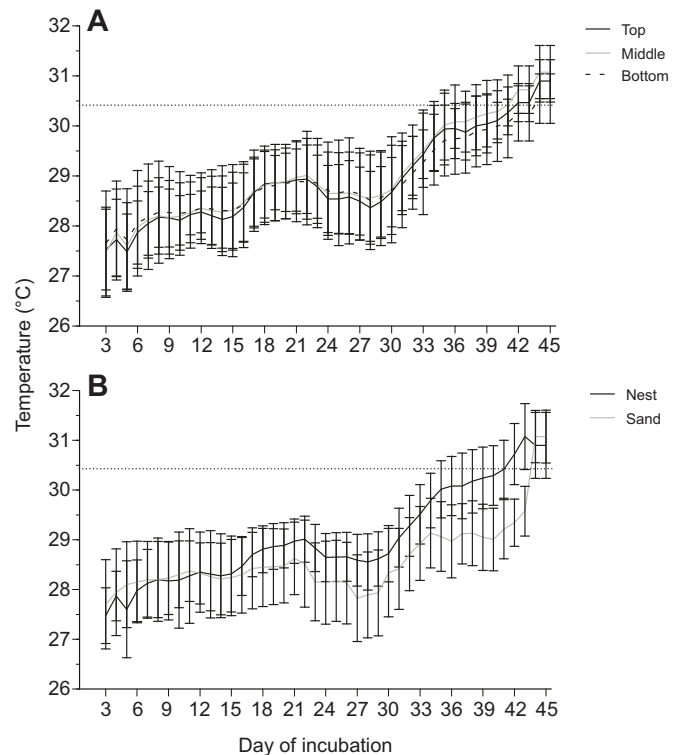 A
32
31
30
29
28
27
26
3 6 9 12 15 18 21 24 27 30 33 36 39 42 45
Top
Middle
Bottom
Temperature (°C)
B
32
31
30
29
28
27
26
3 6 9 12 15 18 21 24 27 30 33 36 39 42 45
Nest
Sand
Day of incubation